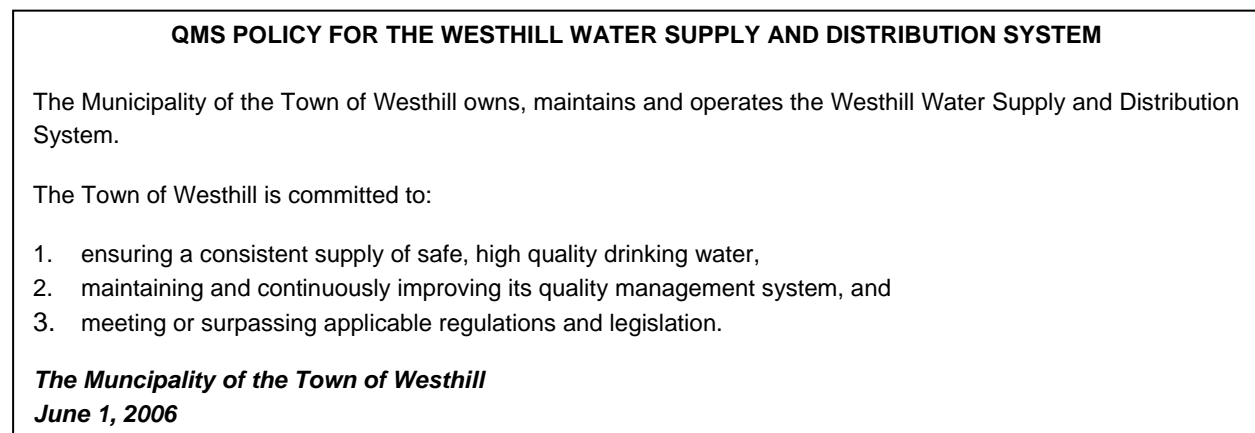 QMS POLICY FOR THE WESTHILL WATER SUPPLY AND DISTRIBUTION SYSTEM
The Municipality of the Town of Westhill owns, maintains and operates the Westhill Water Supply and Distribution
System.
The Town of Westhill is committed to:
1. ensuring a consistent supply of safe, high quality drinking water,
2. maintaining and continuously improving its quality management system, and
3. meeting or surpassing applicable regulations and legislation.
The Muncipality of the Town of Westhill
June 1, 2006